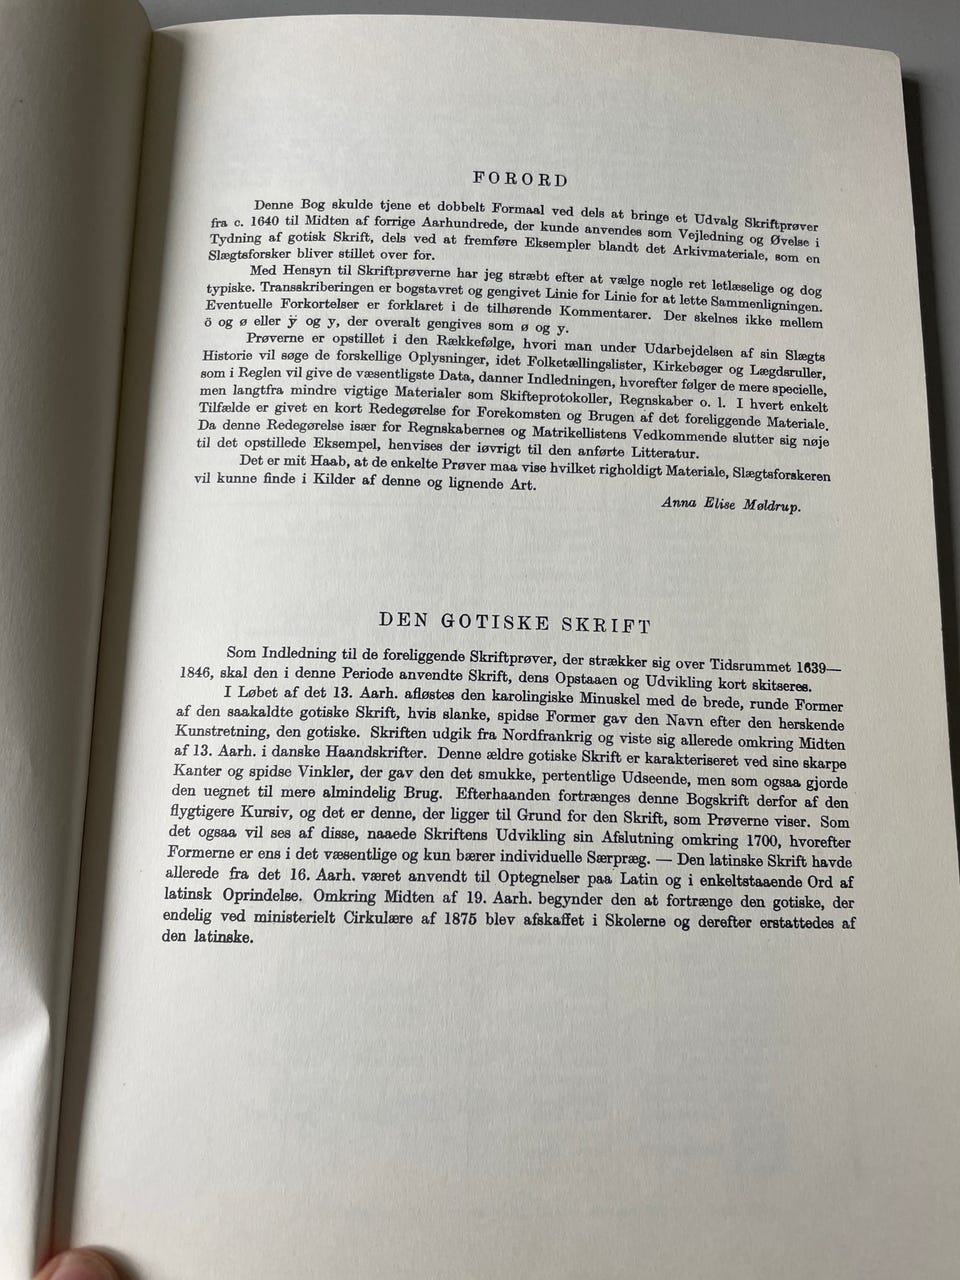 FORORD
Denne Bog skulde tjene et dobbelt Formaal ved dels at bringe et Udvalg Skriftprøver
fra c. 1640 til Midten af forrige Aarhundrede, der kunde anvendes som Vejledning og Øvelse i
Tydning af gotisk Skrift, dels ved at fremføre Eksempler blandt det Arkivmateriale, som en
Slægtsforsker bliver stillet over for.
Med Hensyn til Skriftprøverne har jeg stræbt efter at vælge nogle ret letlæselige og dog
typiske. Transskriberingen er bogstavret og gengivet Linie for Linie for at lette Sammenligningen.
Eventuelle Forkortelser er forklaret i de tilhørende Kommentarer. Der skelnes ikke mellem
ö og ø eller ÿ og y, der overalt gengives som ø og y.
Prøverne er opstillet i den Rækkefølge, hvori man under Udarbejdelsen af sin Slægts
Historie vil søge de forskellige Oplysninger, idet Folketællingslister, Kirkebøger og Lægdsruller,
som i Reglen vil give de væsentligste Data, danner Indledningen, hvorefter følger de mere specielle,
men langtfra mindre vigtige Materialer som Skifteprotokoller, Regnskaber o. l. I hvert enkelt
Tilfælde er givet en kort Redegørelse for Forekomsten og Brugen af det foreliggende Materiale.
Da denne Redegørelse især for Regnskabernes og Matrikellistens Vedkommende slutter sig nøje
til det opstillede Eksempel, henvises der iøvrigt til den anførte Litteratur.
Det er mit Haab, at de enkelte Prøver maa vise hvilket righoldigt Materiale, Slægtsforskeren
vil kunne finde i Kilder af denne og lignende Art.
Anna Elise Møldrup.
DEN GOTISKE SKRIFT
Som Indledning til de foreliggende Skriftprøver, der strækker sig over Tidsrummet 1639—
1846, skal den i denne Periode anvendte Skrift, dens Opstaaen og Udvikling kort skitseres.
I Løbet af det 13. Aarh. afløstes den karolingiske Minuskel med de brede, runde Former
af den saakaldte gotiske Skrift, hvis slanke, spidse Former gav den Navn efter den herskende
Kunstretning, den gotiske. Skriften udgik fra Nordfrankrig og viste sig allerede omkring Midten
af 13. Aarh. i danske Haandskrifter. Denne ældre gotiske Skrift er karakteriseret ved sine skarpe
Kanter og spidse Vinkler, der gav den det smukke, pertentlige Udseende, men som ogsaa gjorde
den uegnet til mere almindelig Brug. Efterhaanden fortrænges denne Bogskrift derfor af den
flygtigere Kursiv, og det er denne, der ligger til Grund for den Skrift, som Prøverne viser. Som
det ogsaa vil ses af disse, naaede Skriftens Udvikling sin Afslutning omkring 1700, hvorefter
Formerne er ens i det væsentlige og kun bærer individuelle Særpræg. — Den latinske Skrift havde
allerede fra det 16. Aarh. været anvendt til Optegnelser paa Latin og i enkeltstaaende Ord af
latinsk Oprindelse. Omkring Midten af 19. Aarh. begynder den at fortrænge den gotiske, der
endelig ved ministerielt Cirkulære af 1875 blev afskaffet i Skolerne og derefter erstattedes af
den latinske.